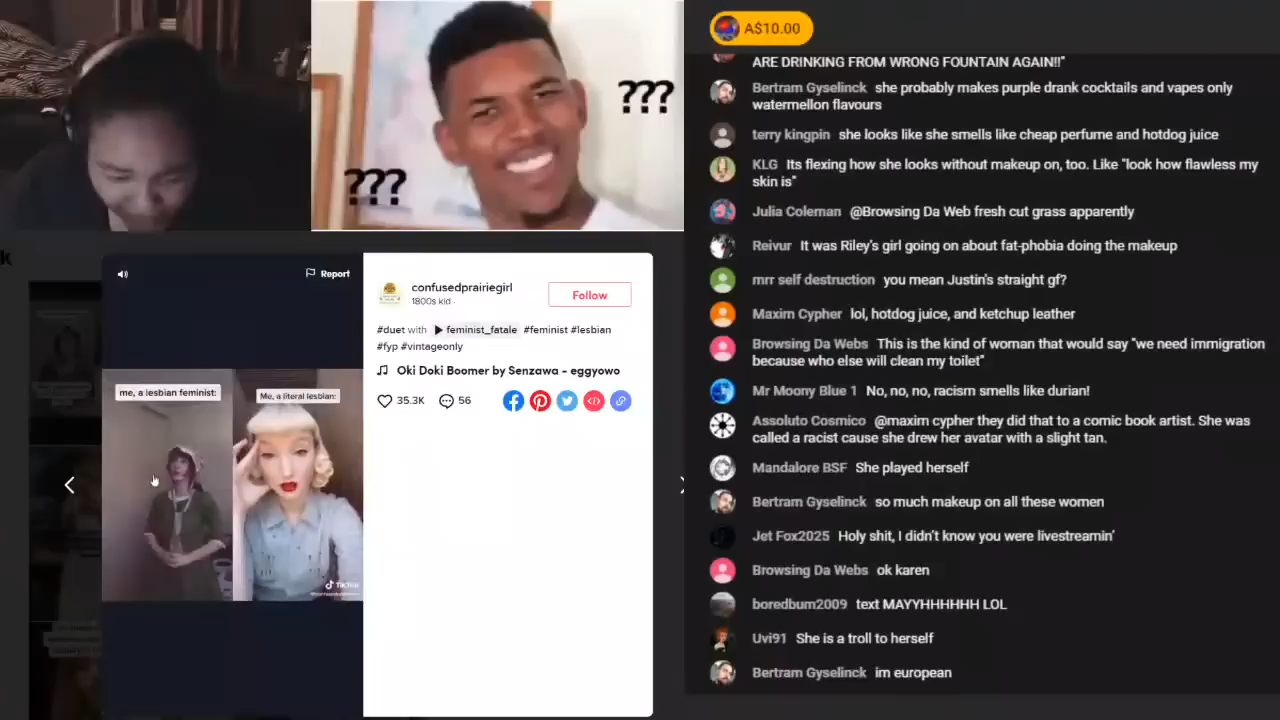 ???
???
k
Report
me, a lesbian feminist:
Me, a literal lesbian:
TikTok
confusedprairiegirl
1800s kid ·
Follow
#duet with ▶ feminist_fatale #feminist #lesbian
#fyp #vintageonly
Oki Doki Boomer by Senzawa - eggyowo
35.3K
56
A$10.00
ARE DRINKING FROM WRONG FOUNTAIN AGAIN!!"
Bertram Gyselinck she probably makes purple drank cocktails and vapes only
watermellon flavours
terry kingpin she looks like she smells like cheap perfume and hotdog juice
KLG Its flexing how she looks without makeup on, too. Like "look how flawless my
skin is"
Julia Coleman @Browsing Da Web fresh cut grass apparently
Reivur It was Riley's girl going on about fat-phobia doing the makeup
mrr self destruction you mean Justin's straight gf?
Maxim Cypher lol, hotdog juice, and ketchup leather
Browsing Da Webs This is the kind of woman that would say "we need immigration
because who else will clean my toilet"
Mr Moony Blue 1 No, no, no, racism smells like durian!
Assoluto Cosmico @maxim cypher they did that to a comic book artist. She was
called a racist cause she drew her avatar with a slight tan.
Mandalore BSF She played herself
Bertram Gyselinck so much makeup on all these women
Jet Fox2025 Holy shit, I didn't know you were livestreamin'
Browsing Da Webs ok karen
boredbum2009 text MAYYHHHHHH LOL
Uvi91 She is a troll to herself
Bertram Gyselinck im european